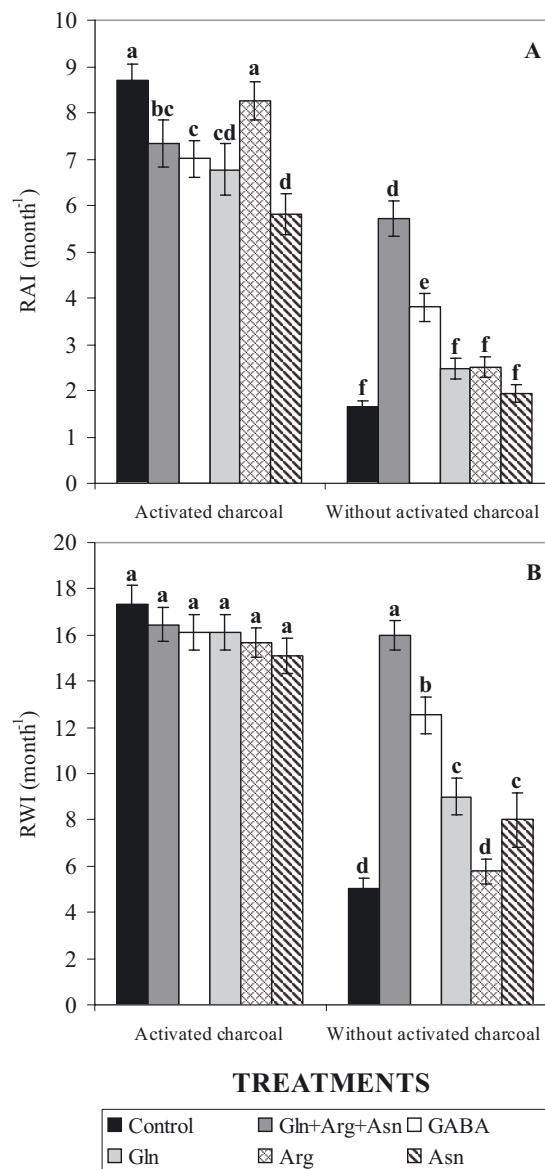 A
RAI (month-1)
10
9
8
7
6
5
4
3
2
1
0
a
bc
c
cd
a
d
f
d
e
f
f
f
Activated charcoal
Without activated charcoal
B
RWI (month-1)
20
18
16
14
12
10
8
6
4
2
0
a
a
a
a
a
a
d
a
b
c
d
c
Activated charcoal
Without activated charcoal
TREATMENTS
Control
Gln+Arg+Asn
GABA
Gln
Arg
Asn